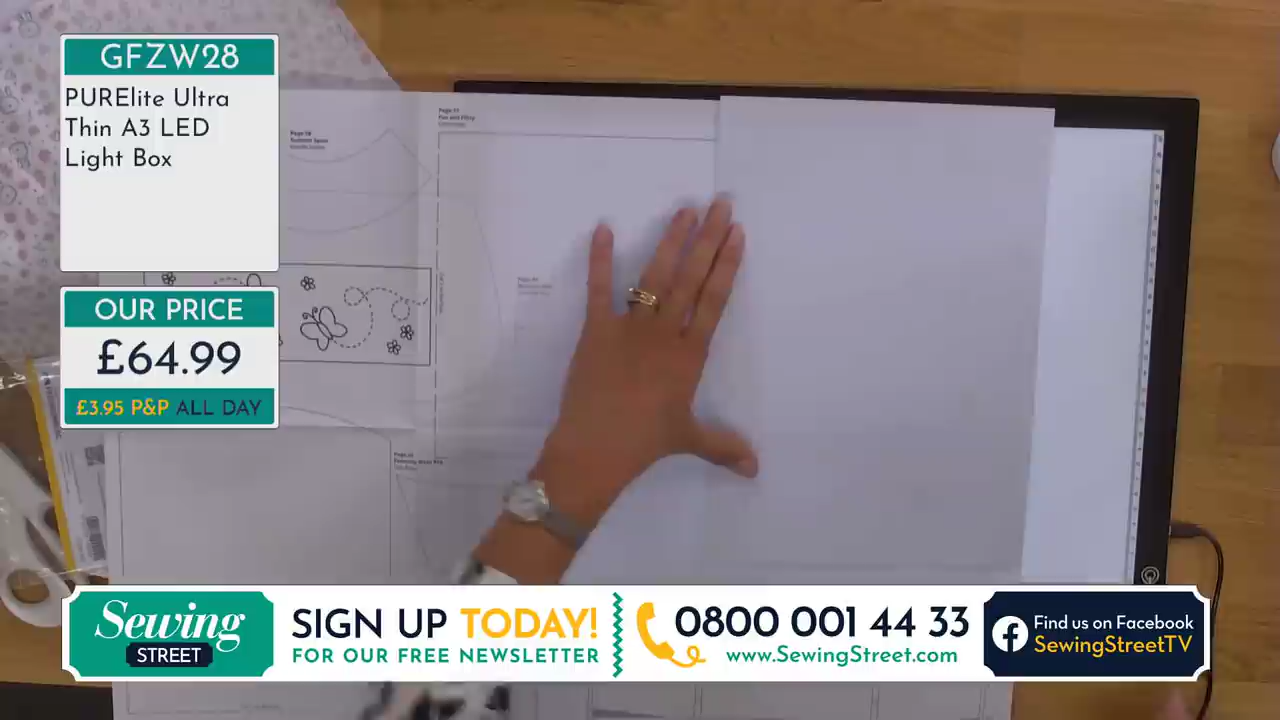 GFZW28
PURElite Ultra
Thin A3 LED
Light Box
OUR PRICE
£64.99
£3.95 P&P ALL DAY
Sewing
STREET
SIGN UP TODAY!
FOR OUR FREE NEWSLETTER
0800 001 44 33
www.SewingStreet.com
Find us on Facebook
SewingStreetTV